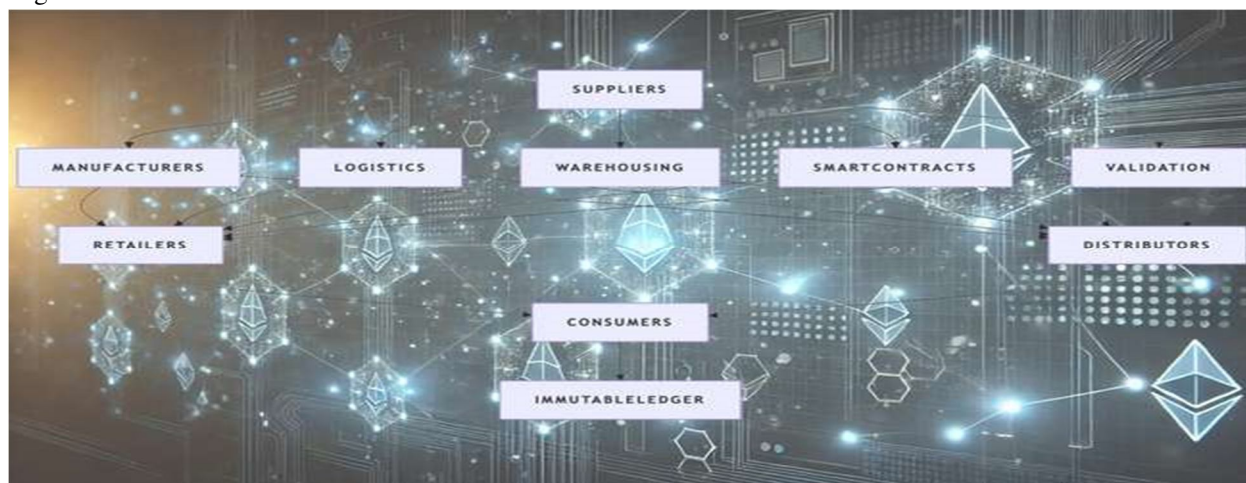 SUPPLIERS
MANUFACTURERS LOGISTICS WAREHOUSING SMARTCONTRACTS VALIDATION
RETAILERS DISTRIBUTORS
CONSUMERS
IMMUTABLELEDGER